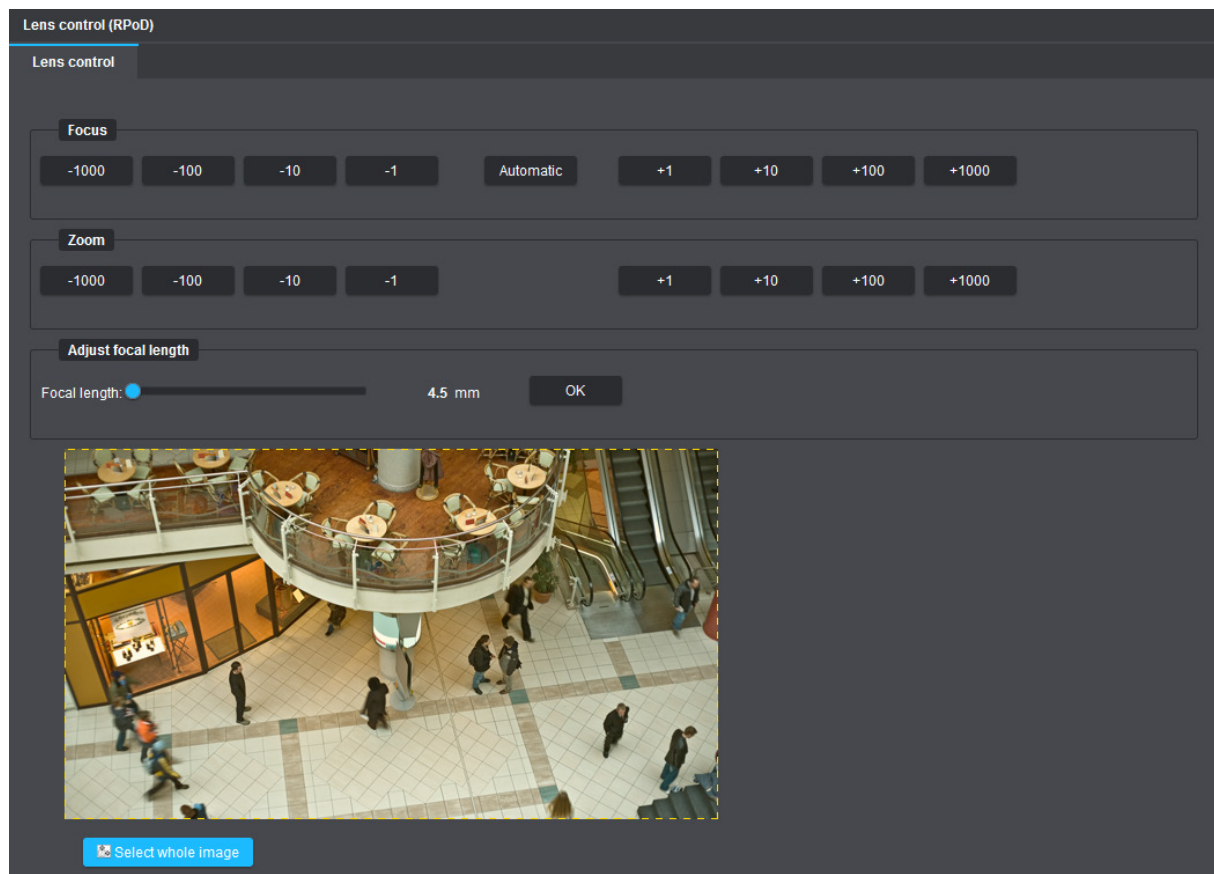 Lens control (RPoD)
Lens control
Focus
-1000 -100 -10 -1 Automatic +1 +10 +100 +1000
Zoom
-1000 -100 -10 -1 +1 +10 +100 +1000
Adjust focal length
Focal length: 4.5 mm OK
Select whole image